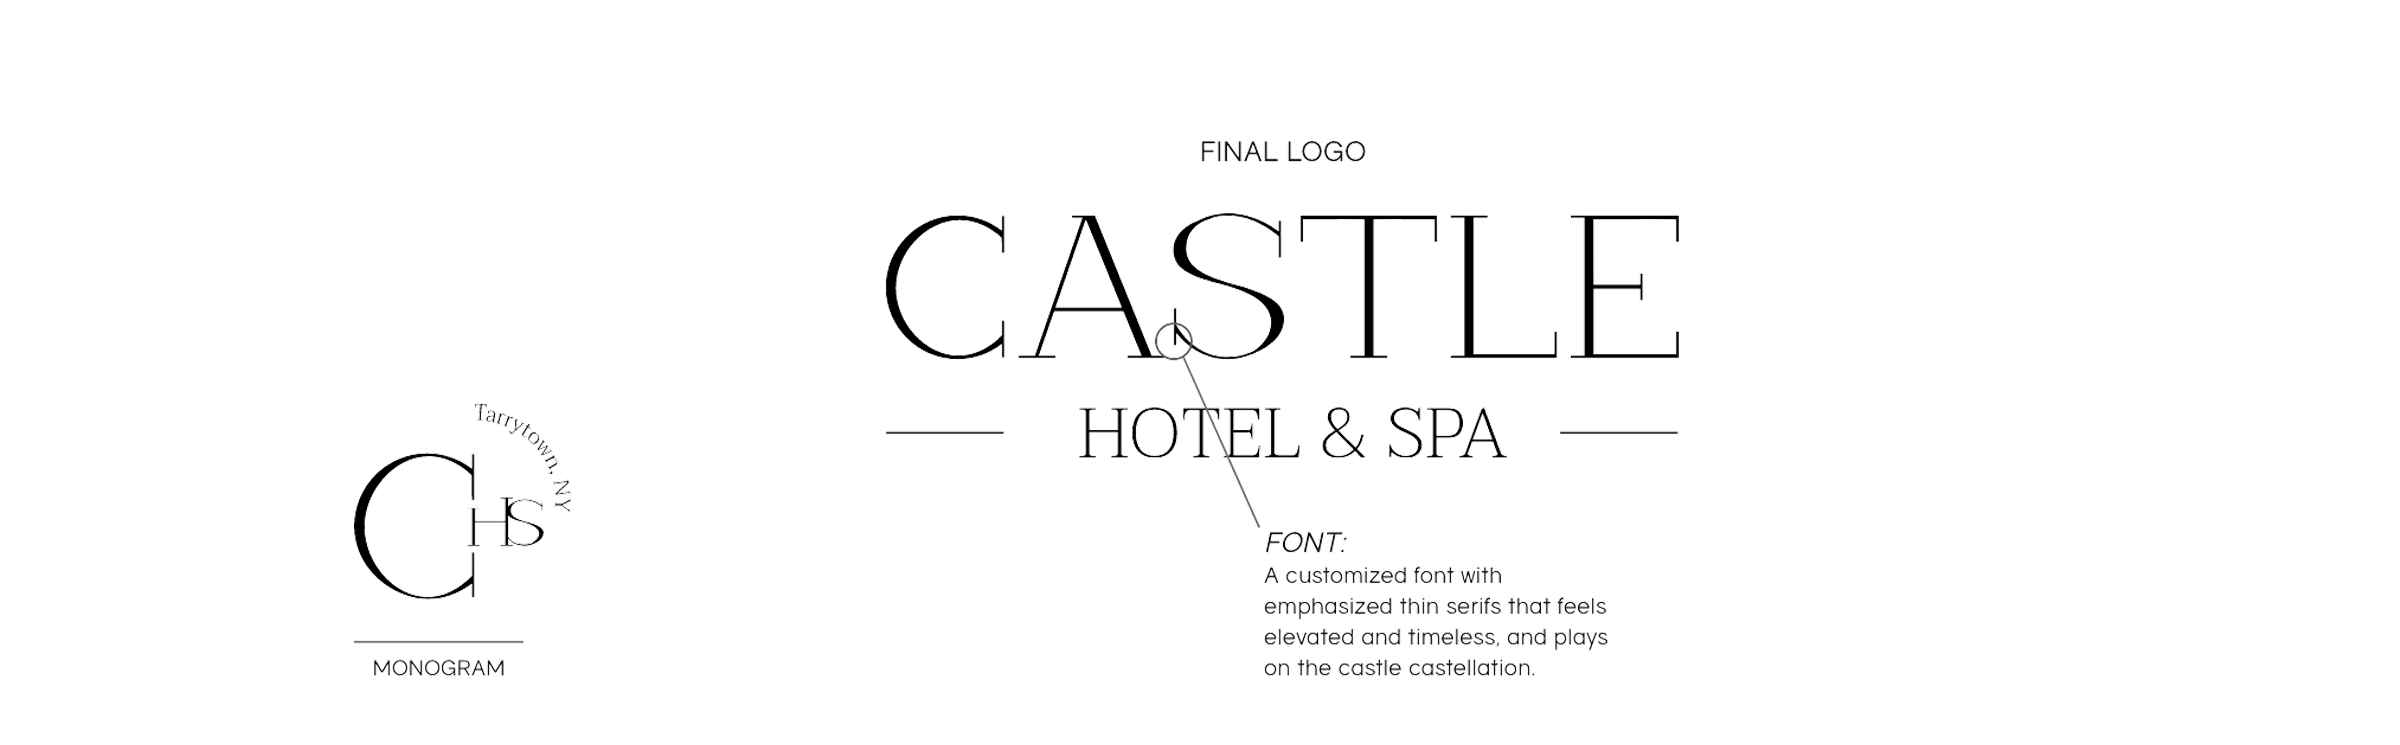 FINAL LOGO
CASTLE
HOTEL & SPA
FONT:
A customized font with
emphasized thin serifs that feels
elevated and timeless, and plays
on the castle castellation.
Tarrytown, NY
CHS
MONOGRAM